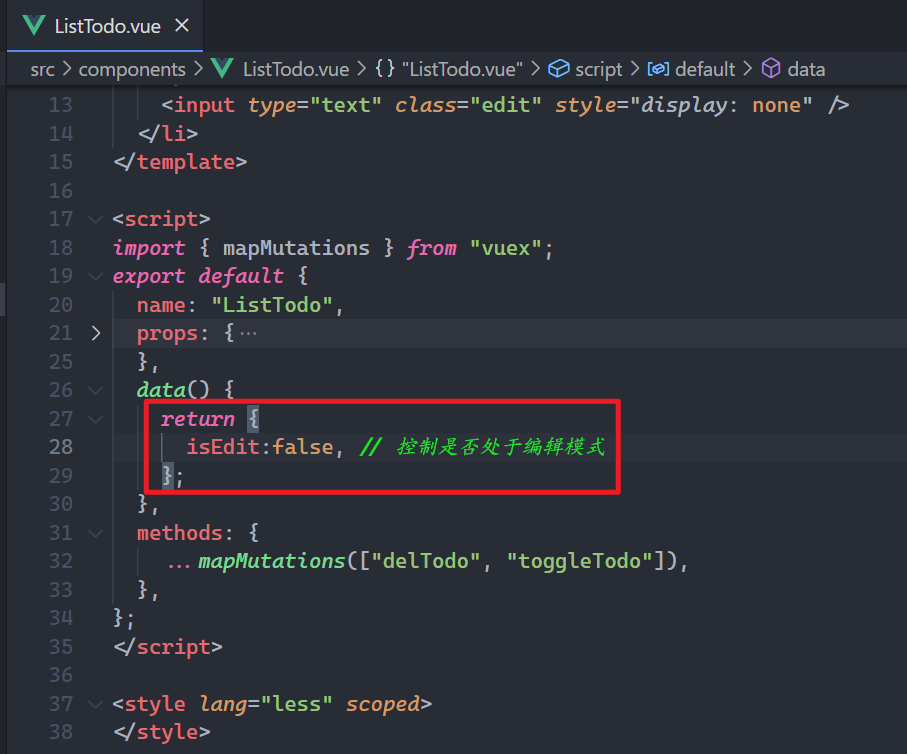 ListTodo.vue
src > components > ListTodo.vue > {} "ListTodo.vue" > script > default > data
13 <input type="text" class="edit" style="display: none" />
14 </li>
15 </template>
16
17 <script>
18 import { mapMutations } from "vuex";
19 export default {
20 name: "ListTodo",
21 props: { ...
25 },
26 data() {
27 return {
28 isEdit:false, // 控制是否处于编辑模式
29 };
30 },
31 methods: {
32 ...mapMutations(["delTodo", "toggleTodo"]),
33 },
34 };
35 </script>
36
37 <style lang="less" scoped>
38 </style>